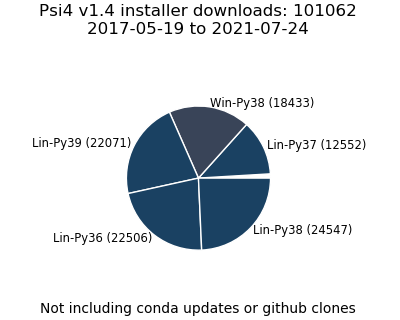 Psi4 v1.4 installer downloads: 101062
2017-05-19 to 2021-07-24
Win-Py38 (18433)
Lin-Py39 (22071)
Lin-Py37 (12552)
Lin-Py36 (22506)
Lin-Py38 (24547)
Not including conda updates or github clones